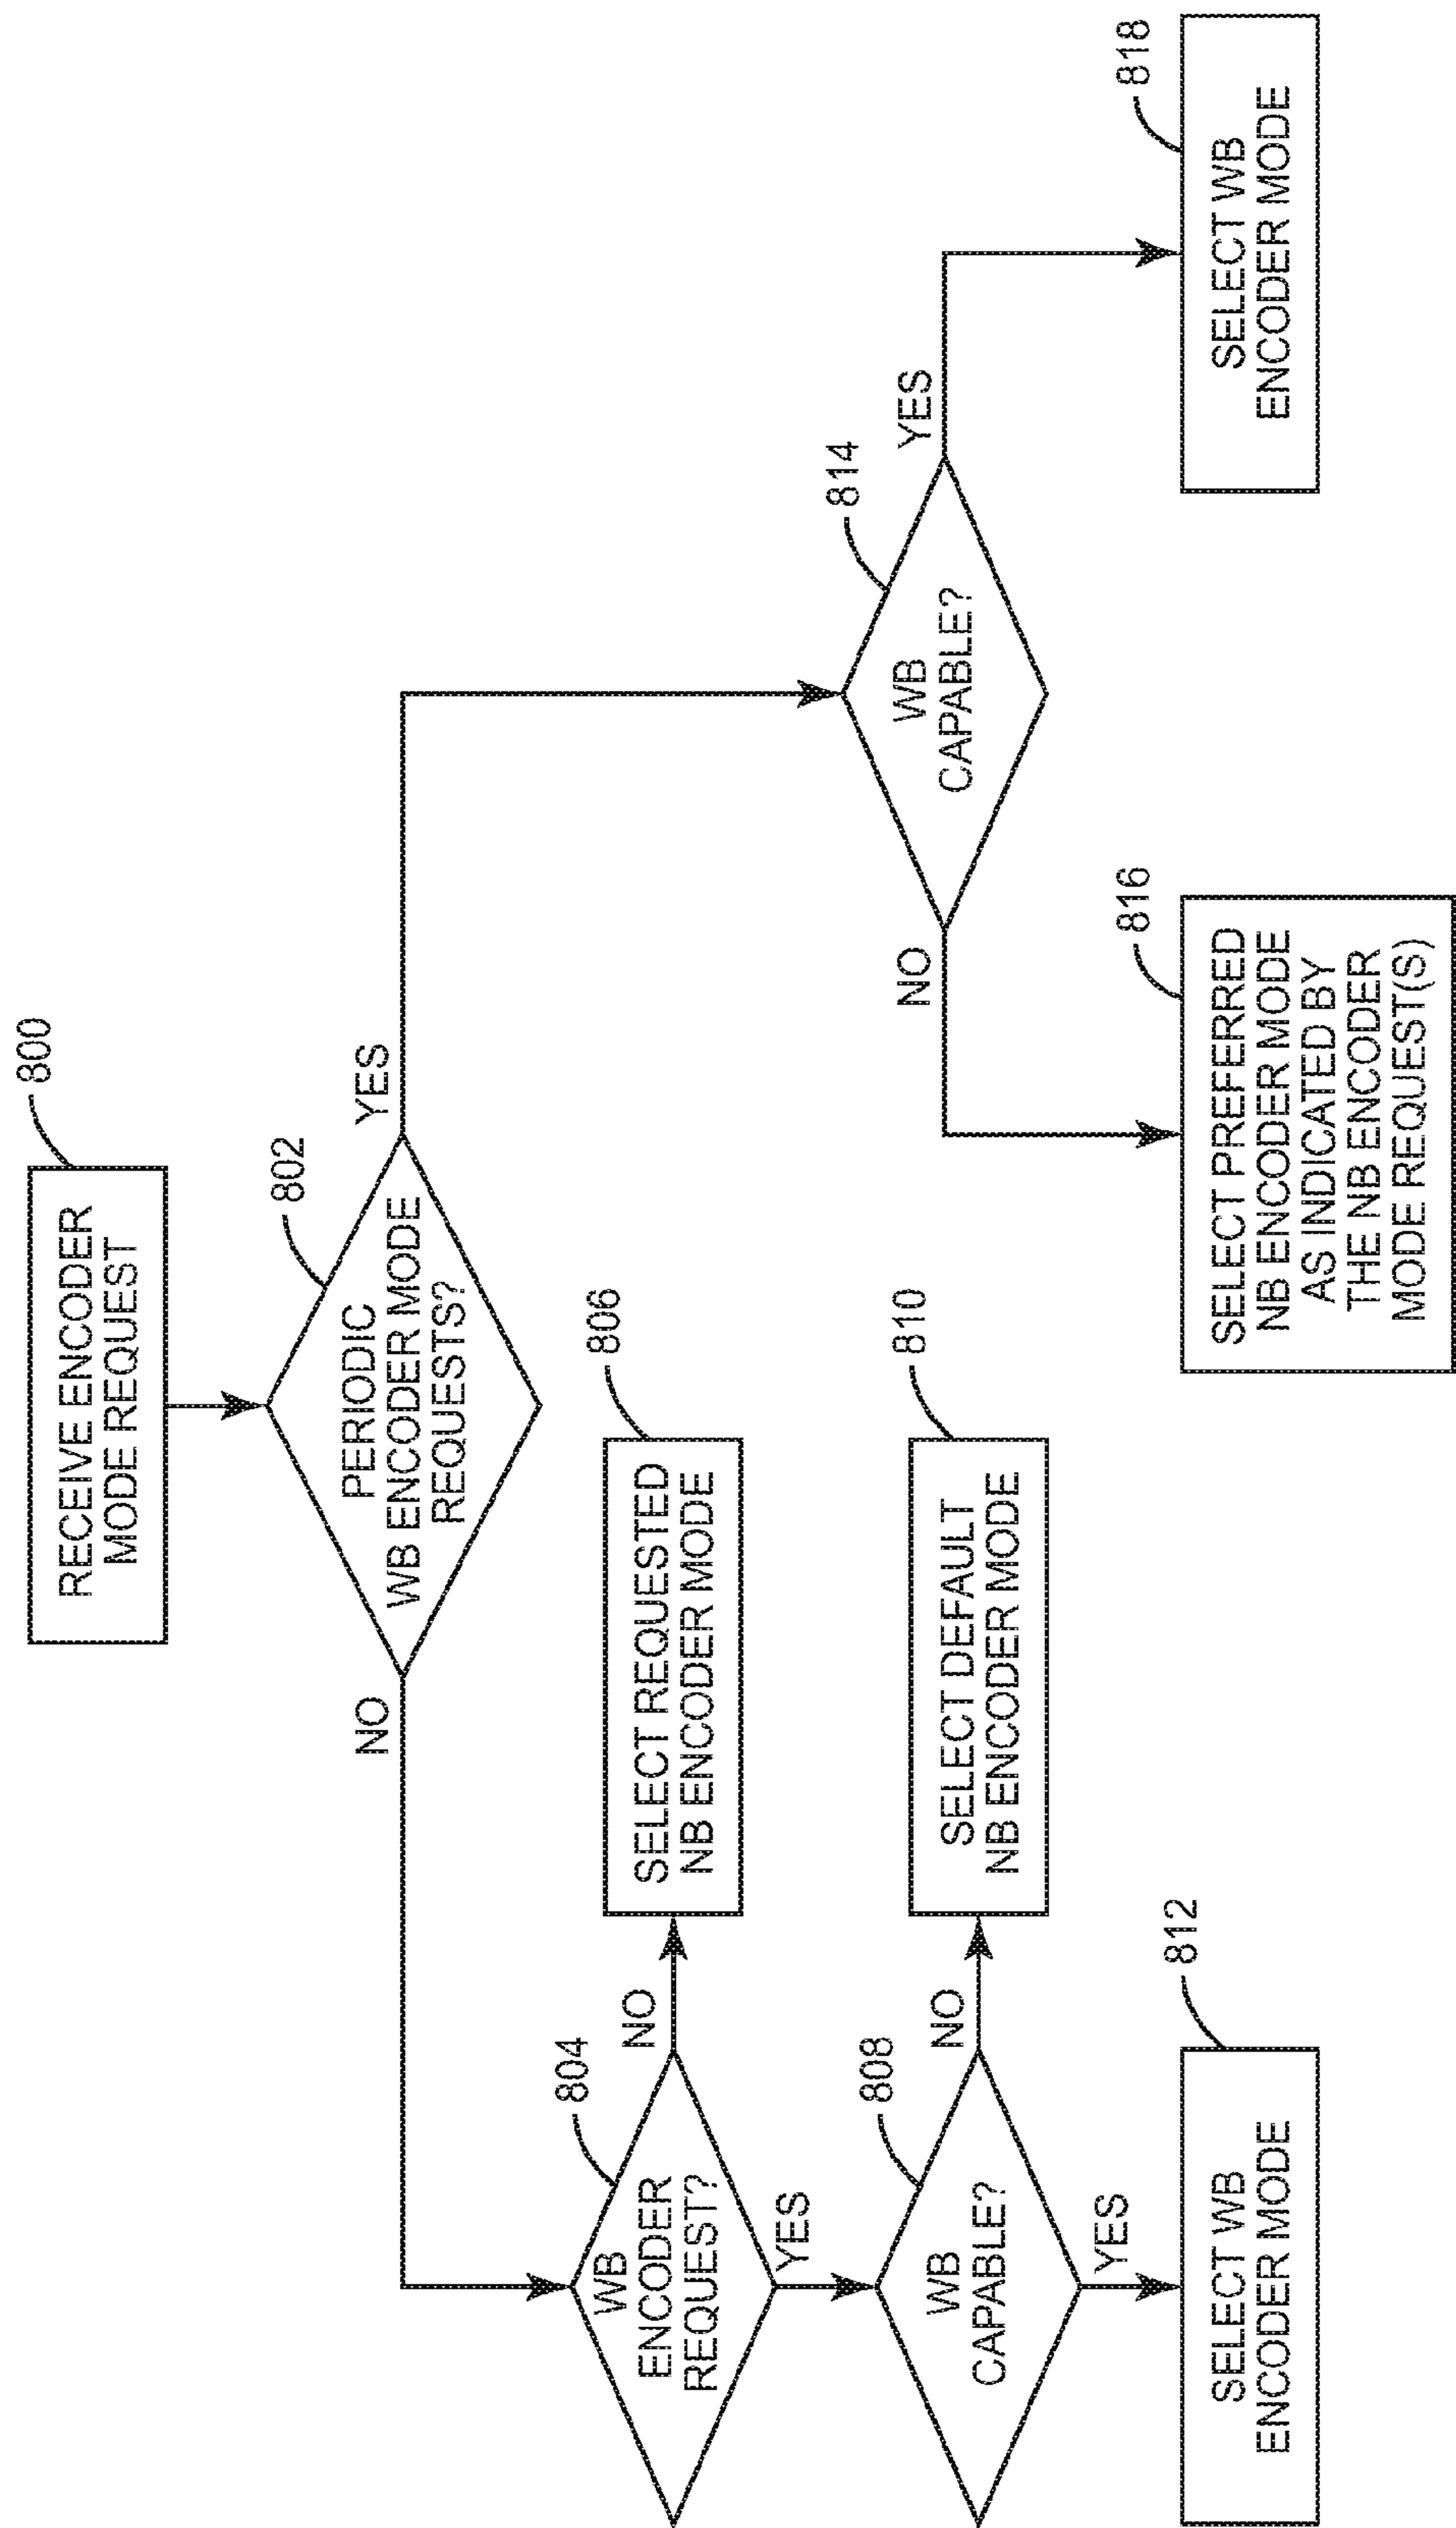 800
RECEIVE ENCODER
MODE REQUEST
802
PERIODIC
WB ENCODER MODE
REQUESTS?
NO
YES
804
WB
ENCODER
REQUEST?
NO
806
SELECT REQUESTED
NB ENCODER MODE
YES
808
WB
CAPABLE?
NO
810
SELECT DEFAULT
NB ENCODER MODE
YES
812
SELECT WB
ENCODER MODE
814
WB
CAPABLE?
NO
YES
816
SELECT PREFERRED
NB ENCODER MODE
AS INDICATED BY
THE NB ENCODER
MODE REQUEST(S)
818
SELECT WB
ENCODER MODE